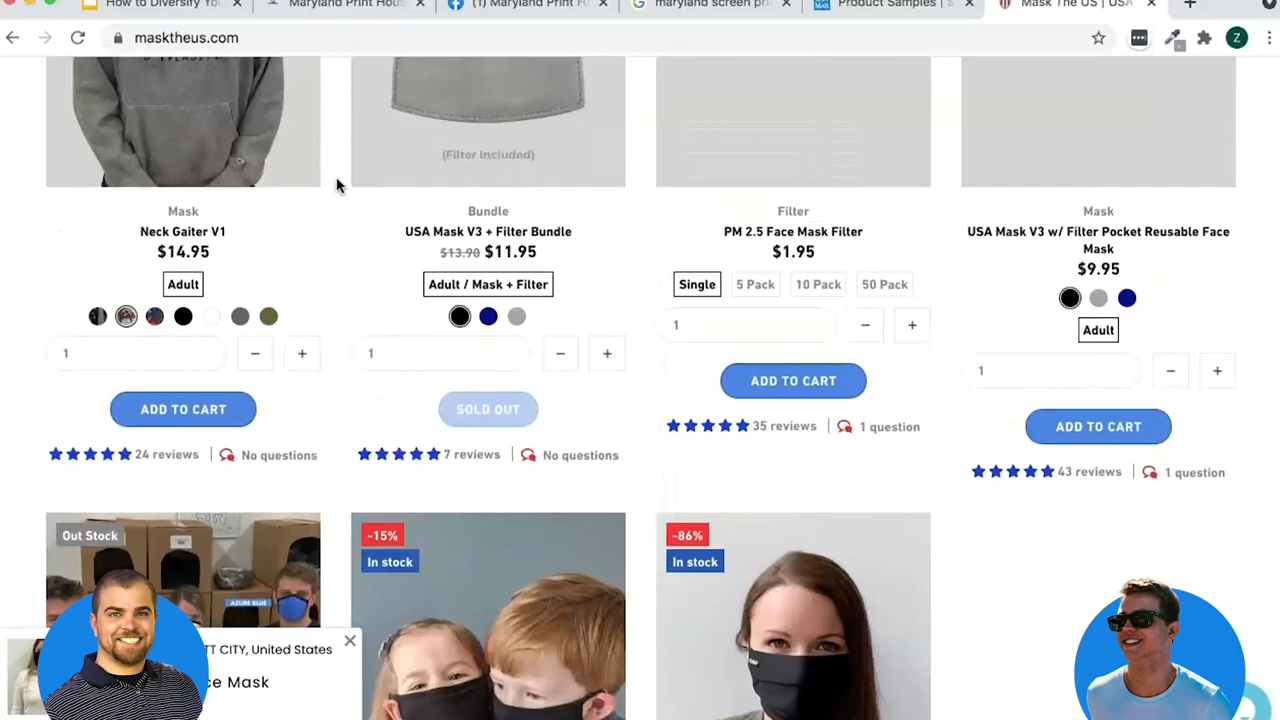 How to Diversify Yo
Maryland Print Hous
(1) Maryland Print H
maryland screen pri
Product Samples | S
Mask The US | USA
masktheus.com
Z
(Filter Included)
Mask
Neck Gaiter V1
$14.95
Adult
1
ADD TO CART
24 reviews | No questions
Bundle
USA Mask V3 + Filter Bundle
$13.90 $11.95
Adult / Mask + Filter
1
SOLD OUT
7 reviews | No questions
Filter
PM 2.5 Face Mask Filter
$1.95
Single 5 Pack 10 Pack 50 Pack
1
ADD TO CART
35 reviews | 1 question
Mask
USA Mask V3 w/ Filter Pocket Reusable Face
Mask
$9.95
Adult
1
ADD TO CART
43 reviews | 1 question
Out Stock
AZURE BLUE
-15%
In stock
-86%
In stock
TT CITY, United States
ce Mask